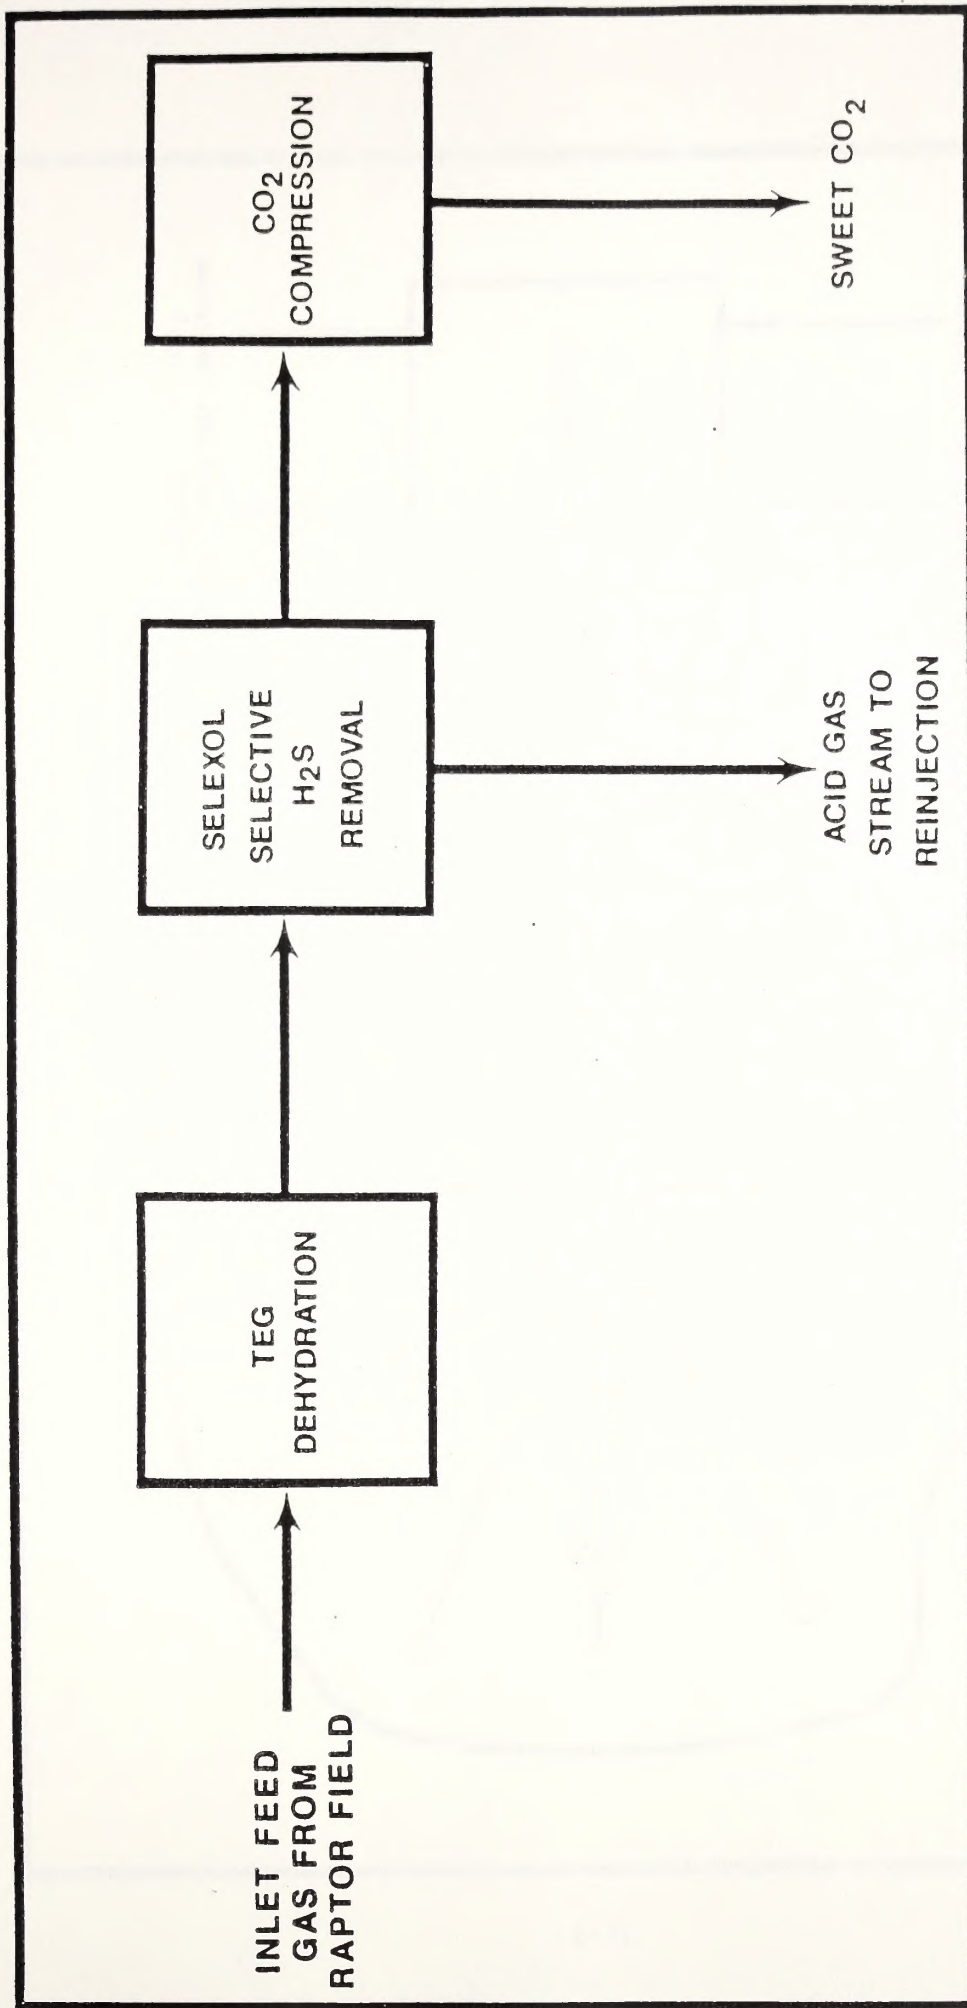 INLET FEED
GAS FROM
RAPTOR FIELD
TEG
DEHYDRATION
SELEXOL
SELECTIVE
H₂S
REMOVAL
ACID GAS
STREAM TO
REINJECTION
CO₂
COMPRESSION
SWEET CO₂